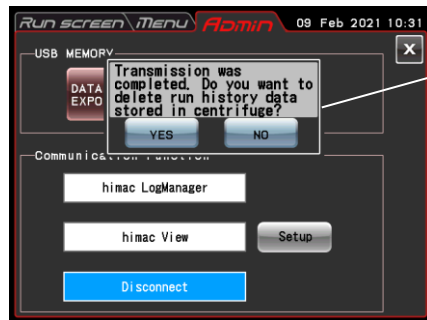 Run screen Menu Admin 09 Feb 2021 10:31
USB MEMORY
X
DATA
EXPO
Transmission was
completed. Do you want to
delete run history data
stored in centrifuge?
YES NO
Communication Function
himac LogManager
himac View Setup
Disconnect